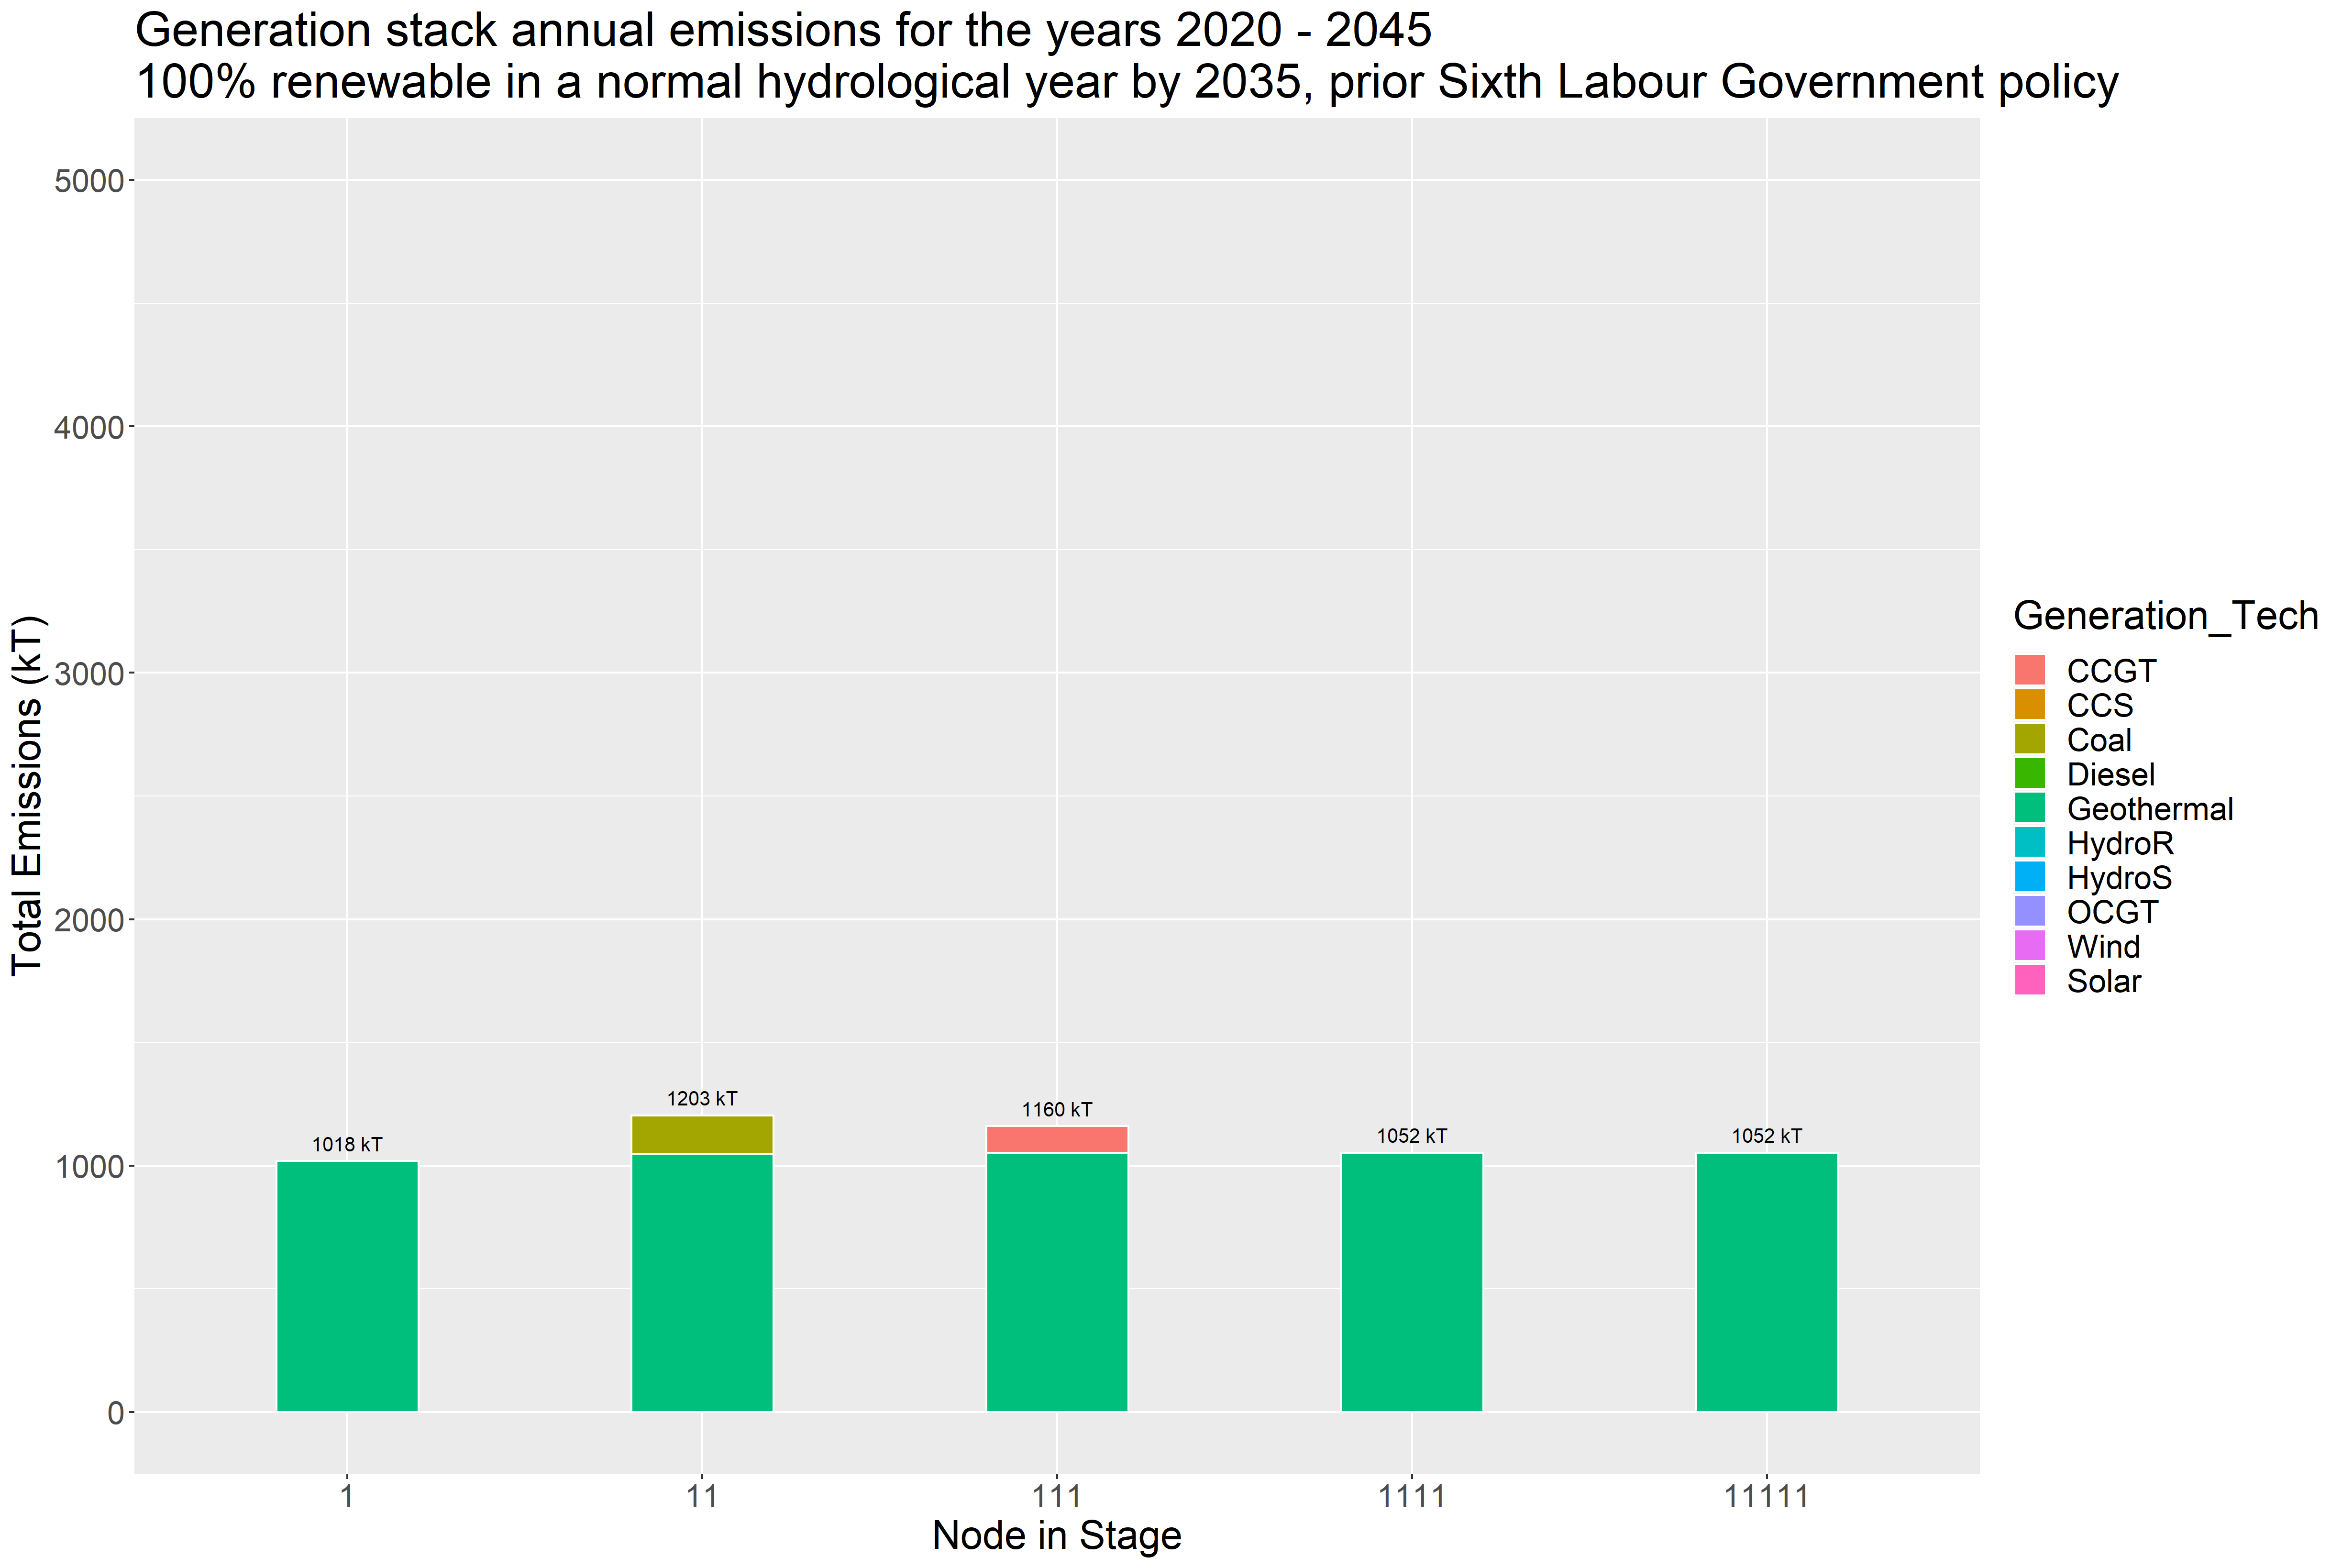 Generation stack annual emissions for the years 2020 - 2045
100% renewable in a normal hydrological year by 2035, prior Sixth Labour Government policy
Total Emissions (kT)
5000
4000
3000
2000
1000
0
1018 kT
1203 kT
1160 kT
1052 kT
1052 kT
1
11
111
1111
11111
Node in Stage
Generation_Tech
CCGT
CCS
Coal
Diesel
Geothermal
HydroR
HydroS
OCGT
Wind
Solar